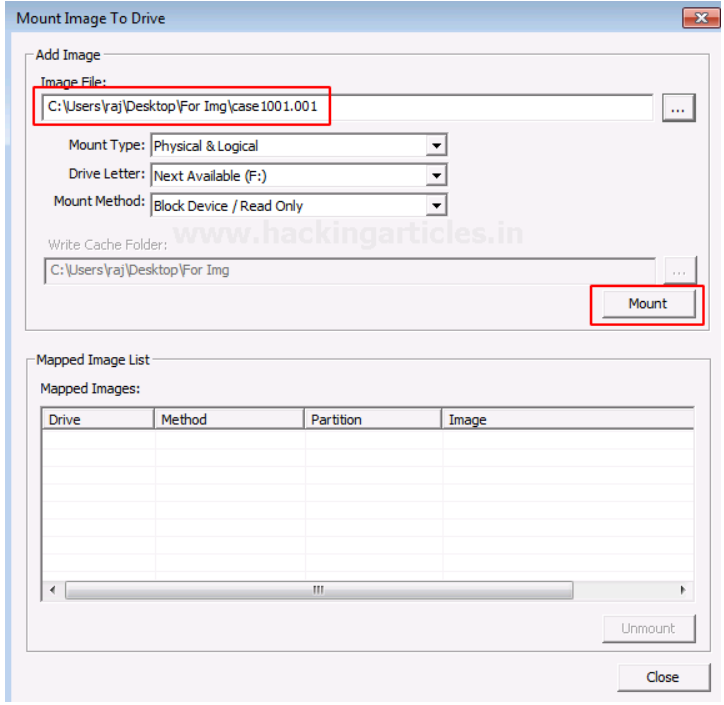 Mount Image To Drive
Add Image
Image File:
C:\Users\raj\Desktop\For Img\case1001.001
...
Mount Type: Physical & Logical
Drive Letter: Next Available (F:)
Mount Method: Block Device / Read Only
www.hackingarticles.in
Write Cache Folder:
C:\Users\raj\Desktop\For Img
...
Mount
Mapped Image List
Mapped Images:
Drive Method Partition Image
Unmount
Close